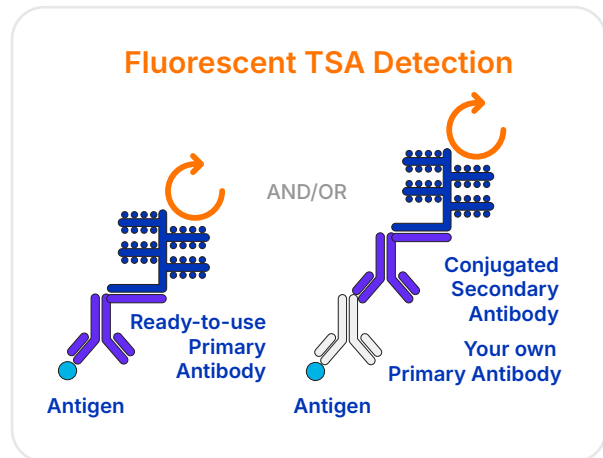 Fluorescent TSA Detection
AND/OR
Ready-to-use
Primary
Antibody
Antigen
Conjugated
Secondary
Antibody
Your own
Primary Antibody
Antigen